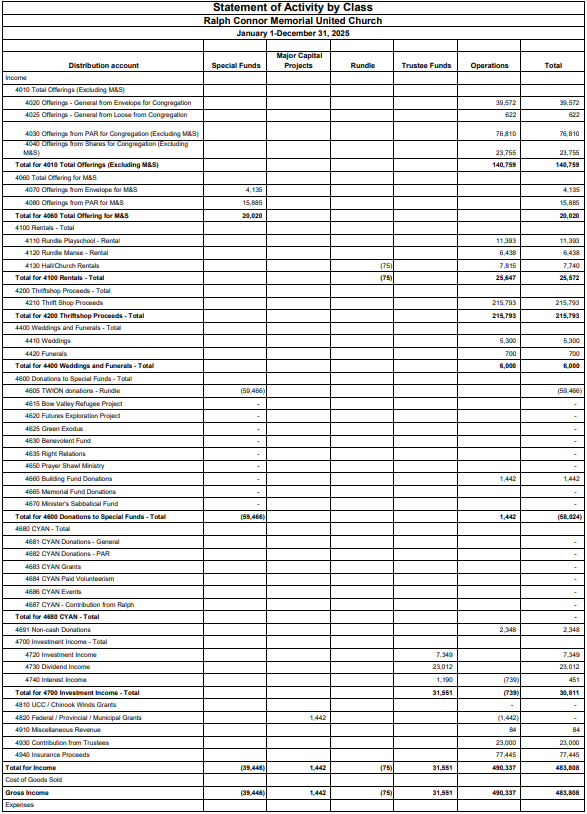 Statement of Activity by Class
Ralph Connor Memorial United Church
January 1-December 31, 2025
Distribution account Special Funds Major Capital Projects Rundle Trustee Funds Operations Total
Income
4010 Total Offerings (Excluding M&S)
4020 Offerings - General from Envelope for Congregation 39,572 39,572
4025 Offerings - General from Loose from Congregation 622 622
4030 Offerings from PAR for Congregation (Excluding M&S) 76,810 76,810
4040 Offerings from Shares for Congregation (Excluding M&S) 23,755 23,755
Total for 4010 Total Offerings (Excluding M&S) 140,759 140,759
4060 Total Offering for M&S
4070 Offerings from Envelope for M&S 4,135 4,135
4080 Offerings from PAR for M&S 15,885 15,885
Total for 4060 Total Offering for M&S 20,020 20,020
4100 Rentals - Total
4110 Rundle Playschool - Rental 11,393 11,393
4120 Rundle Manse - Rental 6,438 6,438
4130 Hall/Church Rentals (75) 7,815 7,740
Total for 4100 Rentals - Total (75) 25,647 25,572
4200 Thriftshop Proceeds - Total
4210 Thrift Shop Proceeds 215,793 215,793
Total for 4200 Thriftshop Proceeds - Total 215,793 215,793
4400 Weddings and Funerals - Total
4410 Weddings 5,300 5,300
4420 Funerals 700 700
Total for 4400 Weddings and Funerals - Total 6,000 6,000
4600 Donations to Special Funds - Total
4605 TWION donations - Rundle (59,466) (59,466)
4615 Bow Valley Refugee Project - -
4620 Futures Exploration Project - -
4625 Green Exodus - -
4630 Benevolent Fund - -
4635 Right Relations - -
4650 Prayer Shawl Ministry - -
4660 Building Fund Donations - 1,442 1,442
4665 Memorial Fund Donations - -
4670 Minister's Sabbatical Fund - -
Total for 4600 Donations to Special Funds - Total (59,466) 1,442 (58,024)
4680 CYAN - Total
4681 CYAN Donations - General -
4682 CYAN Donations - PAR -
4683 CYAN Grants -
4684 CYAN Paid Volunteerism -
4686 CYAN Events -
4687 CYAN - Contribution from Ralph -
Total for 4680 CYAN - Total -
4691 Non-cash Donations 2,348 2,348
4700 Investment Income - Total
4720 Investment Income 7,349 7,349
4730 Dividend Income 23,012 23,012
4740 Interest Income 1,190 (739) 451
Total for 4700 Investment Income - Total 31,551 (739) 30,811
4810 UCC / Chinook Winds Grants - -
4820 Federal / Provincial / Municipal Grants 1,442 (1,442) -
4910 Miscellaneous Revenue 84 84
4930 Contribution from Trustees 23,000 23,000
4940 Insurance Proceeds 77,445 77,445
Total for Income (39,446) 1,442 (75) 31,551 490,337 483,808
Cost of Goods Sold
Gross Income (39,446) 1,442 (75) 31,551 490,337 483,808
Expenses